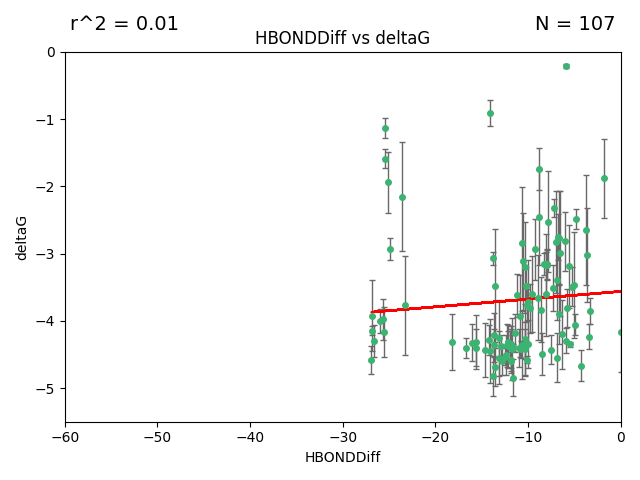 r^2 = 0.01
N = 107
HBONDDiff vs deltaG
deltaG
0
−1
−2
−3
−4
−5
−60
−50
−40
−30
−20
−10
0
HBONDDiff